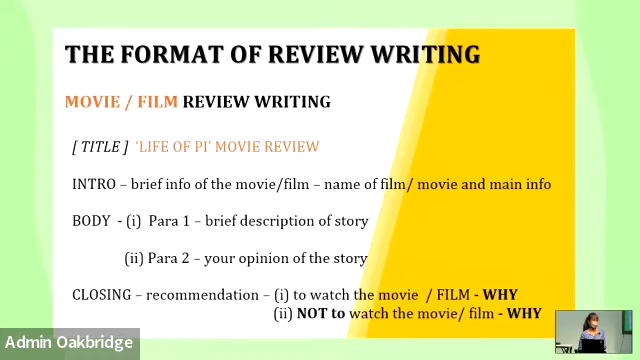 THE FORMAT OF REVIEW WRITING
MOVIE / FILM REVIEW WRITING
[ TITLE ] ‘LIFE OF PI’ MOVIE REVIEW
INTRO – brief info of the movie/film – name of film/ movie and main info
BODY - (i) Para 1 – brief description of story
(ii) Para 2 – your opinion of the story
CLOSING – recommendation – (i) to watch the movie / FILM - WHY
(ii) NOT to watch the movie/ film - WHY
Admin Oakbridge